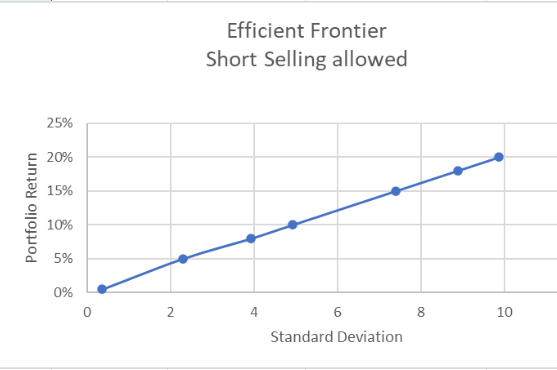 Efficient Frontier
Short Selling allowed
25%
20%
15%
10%
5%
0%
Portfolio Return
0 2 4 6 8 10
Standard Deviation